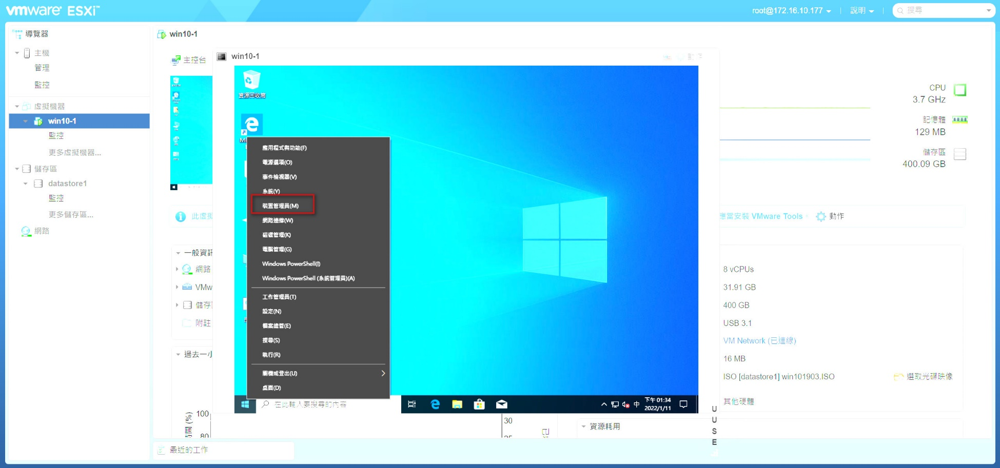 vmware ESXi™
root@172.16.10.177
說明
搜尋
導覽器
主機
管理
監控
虛擬機器
win10-1
監控
更多虛擬機器...
儲存區
datastore1
監控
更多儲存區...
網路
win10-1
主控台
win10-1
資源回收筒
應用程式與功能(F)
電源選項(O)
事件檢視器(V)
系統(Y)
裝置管理員(M)
網路連線(W)
磁碟管理(K)
電腦管理(G)
Windows PowerShell(I)
Windows PowerShell (系統管理員)(A)
工作管理員(T)
設定(N)
檔案總管(E)
搜尋(S)
執行(R)
關機或登出(U)
桌面(D)
在此輸入要搜尋的內容
中
下午 01:34
2022/1/11
CPU
3.7 GHz
記憶體
129 MB
儲存區
400.09 GB
此虛擬
應當安裝 VMware Tools
動作
一般資訊
網路
VMw
儲存
附註
過去一小
8 vCPUs
31.91 GB
400 GB
USB 3.1
VM Network (已連線)
16 MB
ISO [datastore1] win101903.ISO
選取光碟映像
其他硬體
資源耗用
100
80
(%)
30
U
U
S
E
最近的工作